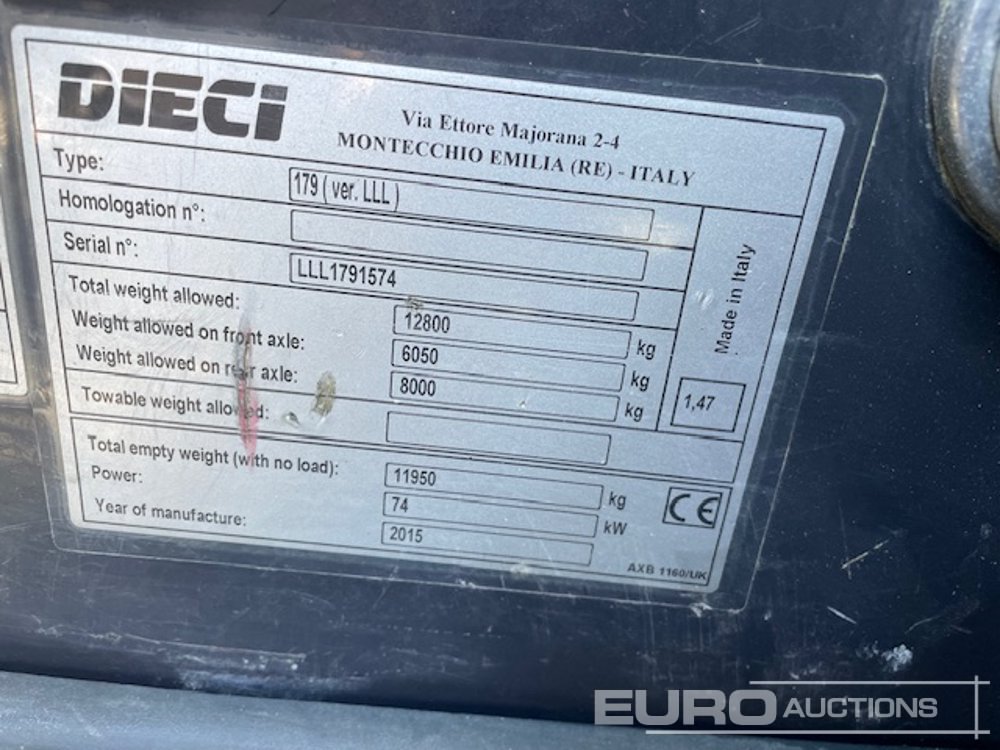 DIECI
Via Ettore Majorana 2-4
MONTECCHIO EMILIA (RE) - ITALY
Type: 179 ( ver. LLL )
Homologation n°:
Serial n°: LLL1791574
Total weight allowed: 12800 kg
Weight allowed on front axle: 6050 kg
Weight allowed on rear axle: 8000 kg
Towable weight allowed:
Made in Italy
1,47
Total empty weight (with no load): 11950 kg
Power: 74 kW
Year of manufacture: 2015
CE
AXB 1160/UK
EURO AUCTIONS